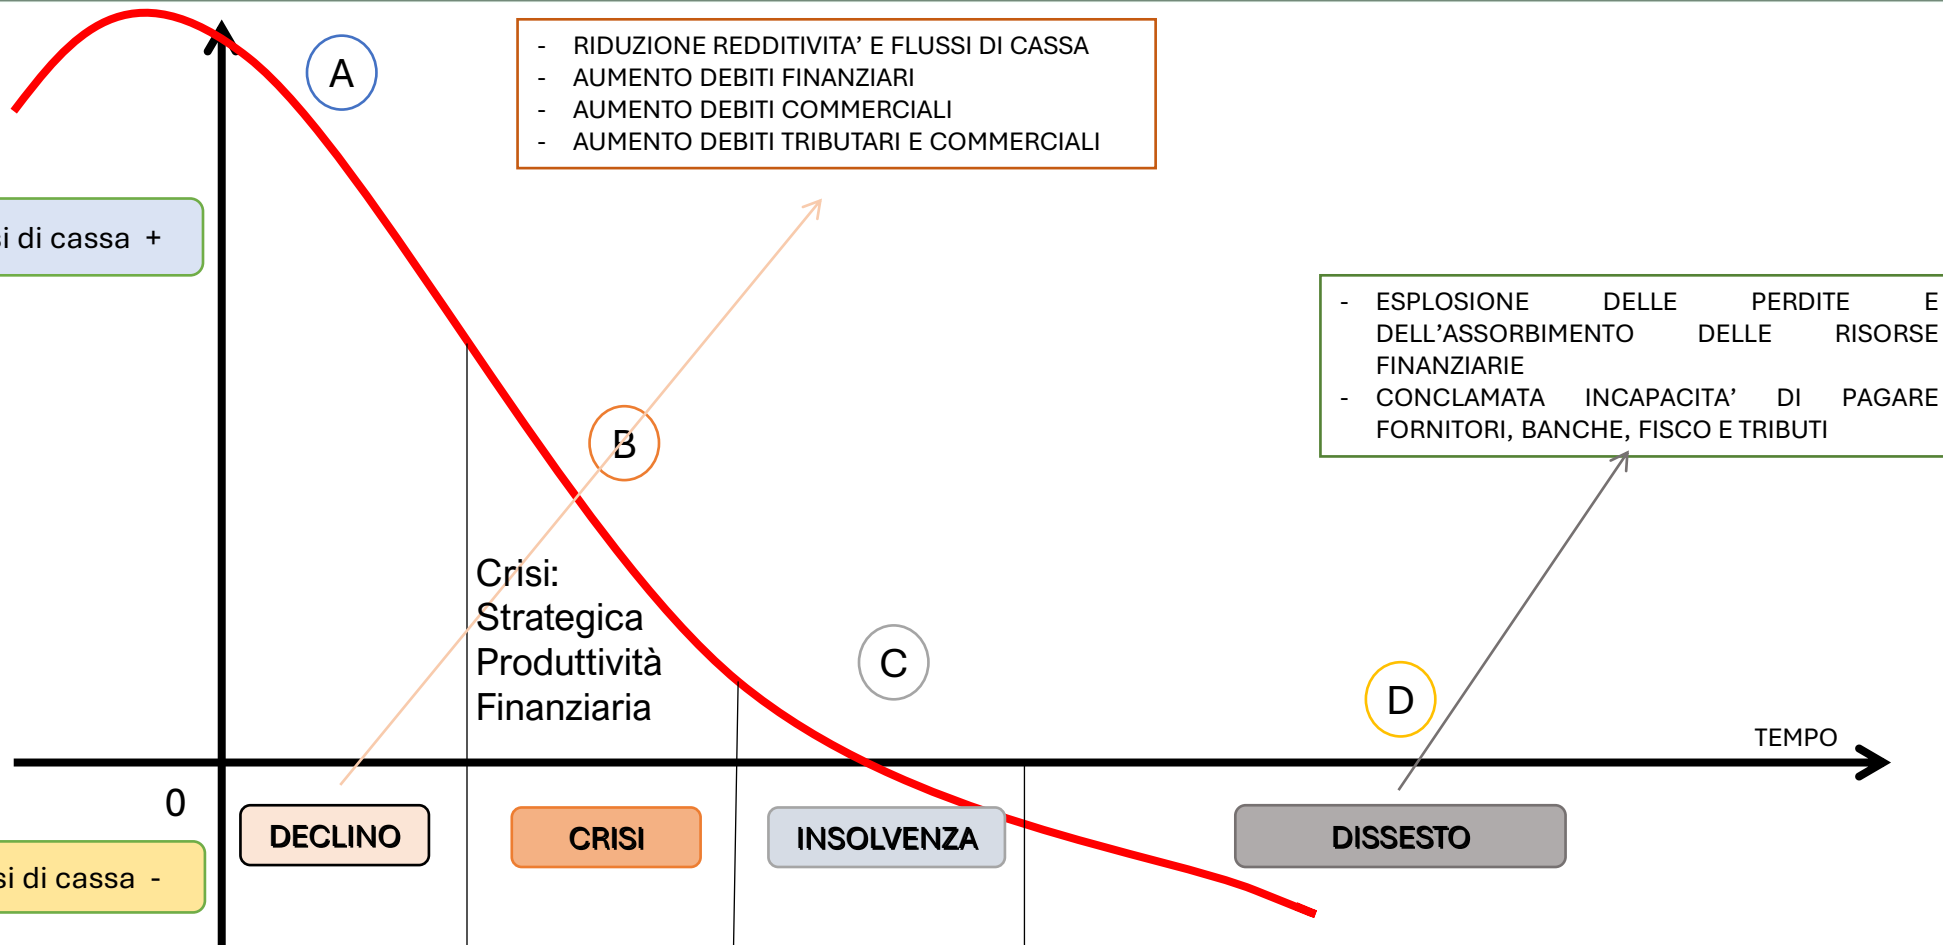 A
- RIDUZIONE REDDITIVITA’ E FLUSSI DI CASSA
- AUMENTO DEBITI FINANZIARI
- AUMENTO DEBITI COMMERCIALI
- AUMENTO DEBITI TRIBUTARI E COMMERCIALI
si di cassa +
- ESPLOSIONE DELLE PERDITE E
DELL’ASSORBIMENTO DELLE RISORSE
FINANZIARIE
- CONCLAMATA INCAPACITA’ DI PAGARE
FORNITORI, BANCHE, FISCO E TRIBUTI
B
Crisi:
Strategica
Produttività
Finanziaria
C
D
TEMPO
0
DECLINO
CRISI
INSOLVENZA
DISSESTO
si di cassa -